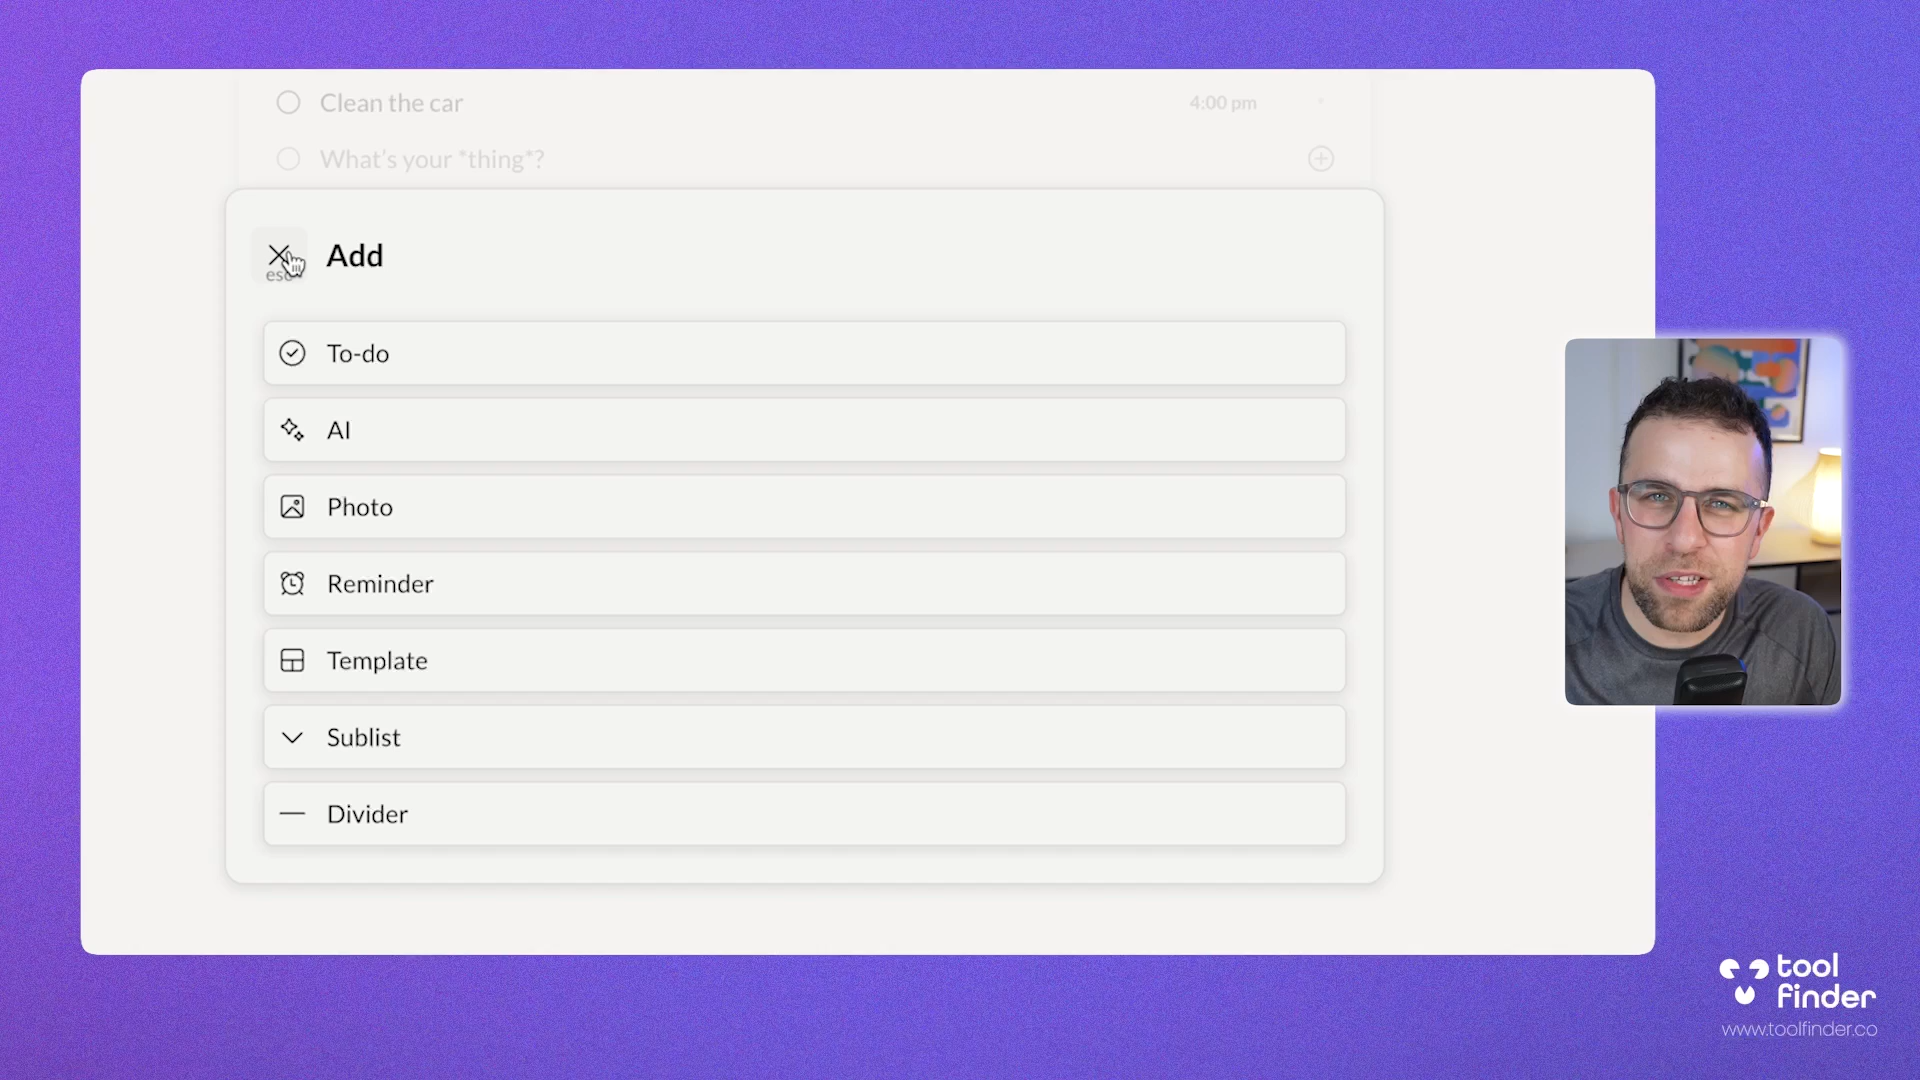 Clean the car 4:00 pm
What's your *thing*?
Add
esc
To-do
AI
Photo
Reminder
Template
Sublist
Divider
tool
finder
www.toolfinder.co